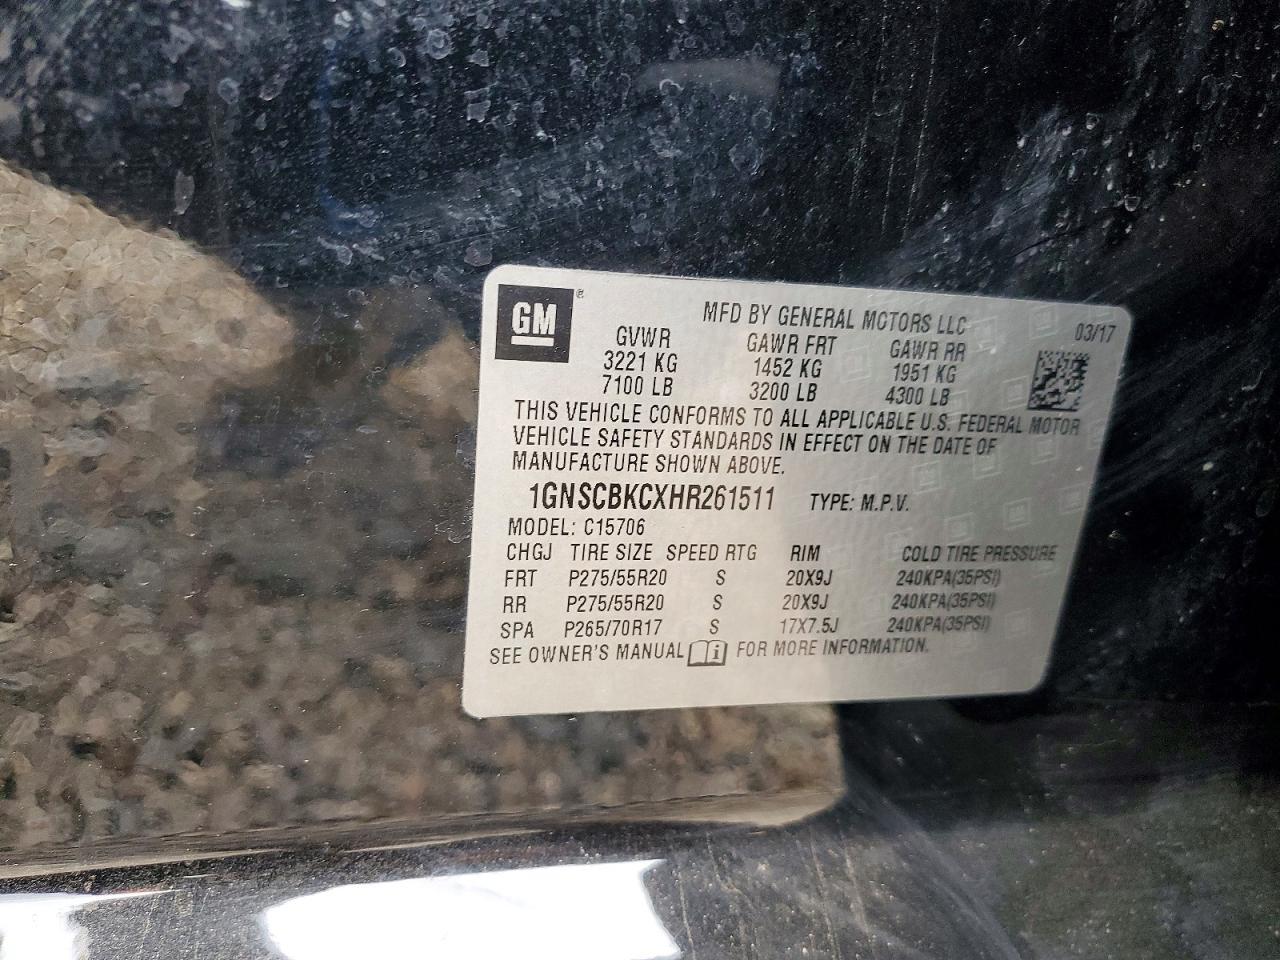 GM ®
MFD BY GENERAL MOTORS LLC 03/17
GVWR GAWR FRT GAWR RR
3221 KG 1452 KG 1951 KG
7100 LB 3200 LB 4300 LB
THIS VEHICLE CONFORMS TO ALL APPLICABLE U.S. FEDERAL MOTOR
VEHICLE SAFETY STANDARDS IN EFFECT ON THE DATE OF
MANUFACTURE SHOWN ABOVE.
1GNSCBKCXHR261511 TYPE: M.P.V.
MODEL: C15706
CHGJ TIRE SIZE SPEED RTG RIM COLD TIRE PRESSURE
FRT P275/55R20 S 20X9J 240KPA(35PSI)
RR P275/55R20 S 20X9J 240KPA(35PSI)
SPA P265/70R17 S 17X7.5J 240KPA(35PSI)
SEE OWNER'S MANUAL FOR MORE INFORMATION.